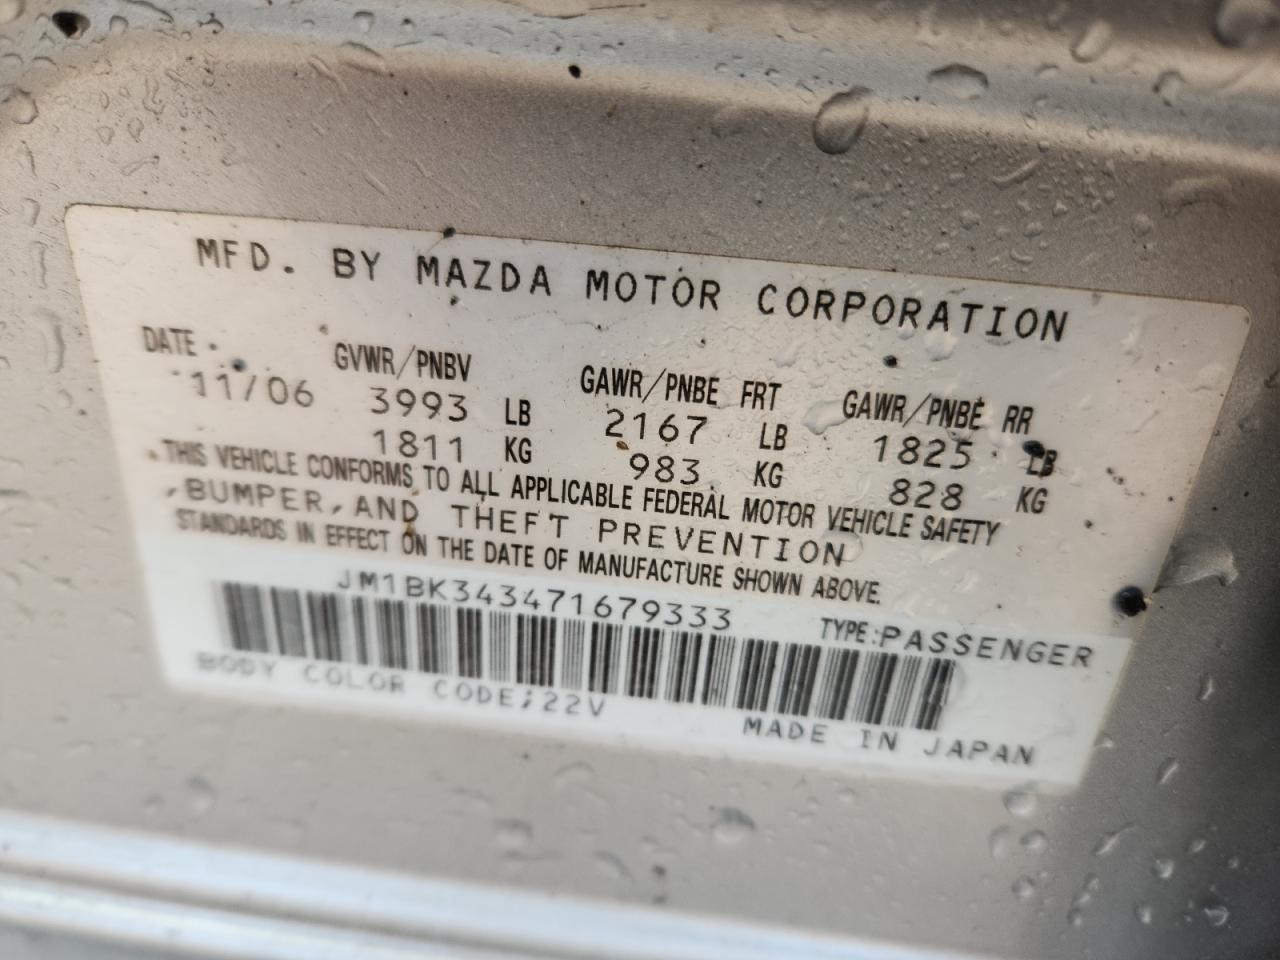 MFD. BY MAZDA MOTOR CORPORATION
DATE GVWR/PNBV GAWR/PNBE FRT GAWR/PNBE RR
11/06 3993 LB 2167 LB 1825 LB
1811 KG 983 KG 828 KG
THIS VEHICLE CONFORMS TO ALL APPLICABLE FEDERAL MOTOR VEHICLE SAFETY
,BUMPER,AND THEFT PREVENTION
STANDARDS IN EFFECT ON THE DATE OF MANUFACTURE SHOWN ABOVE.
JM1BK343471679333 TYPE:PASSENGER
BODY COLOR CODE;22V MADE IN JAPAN